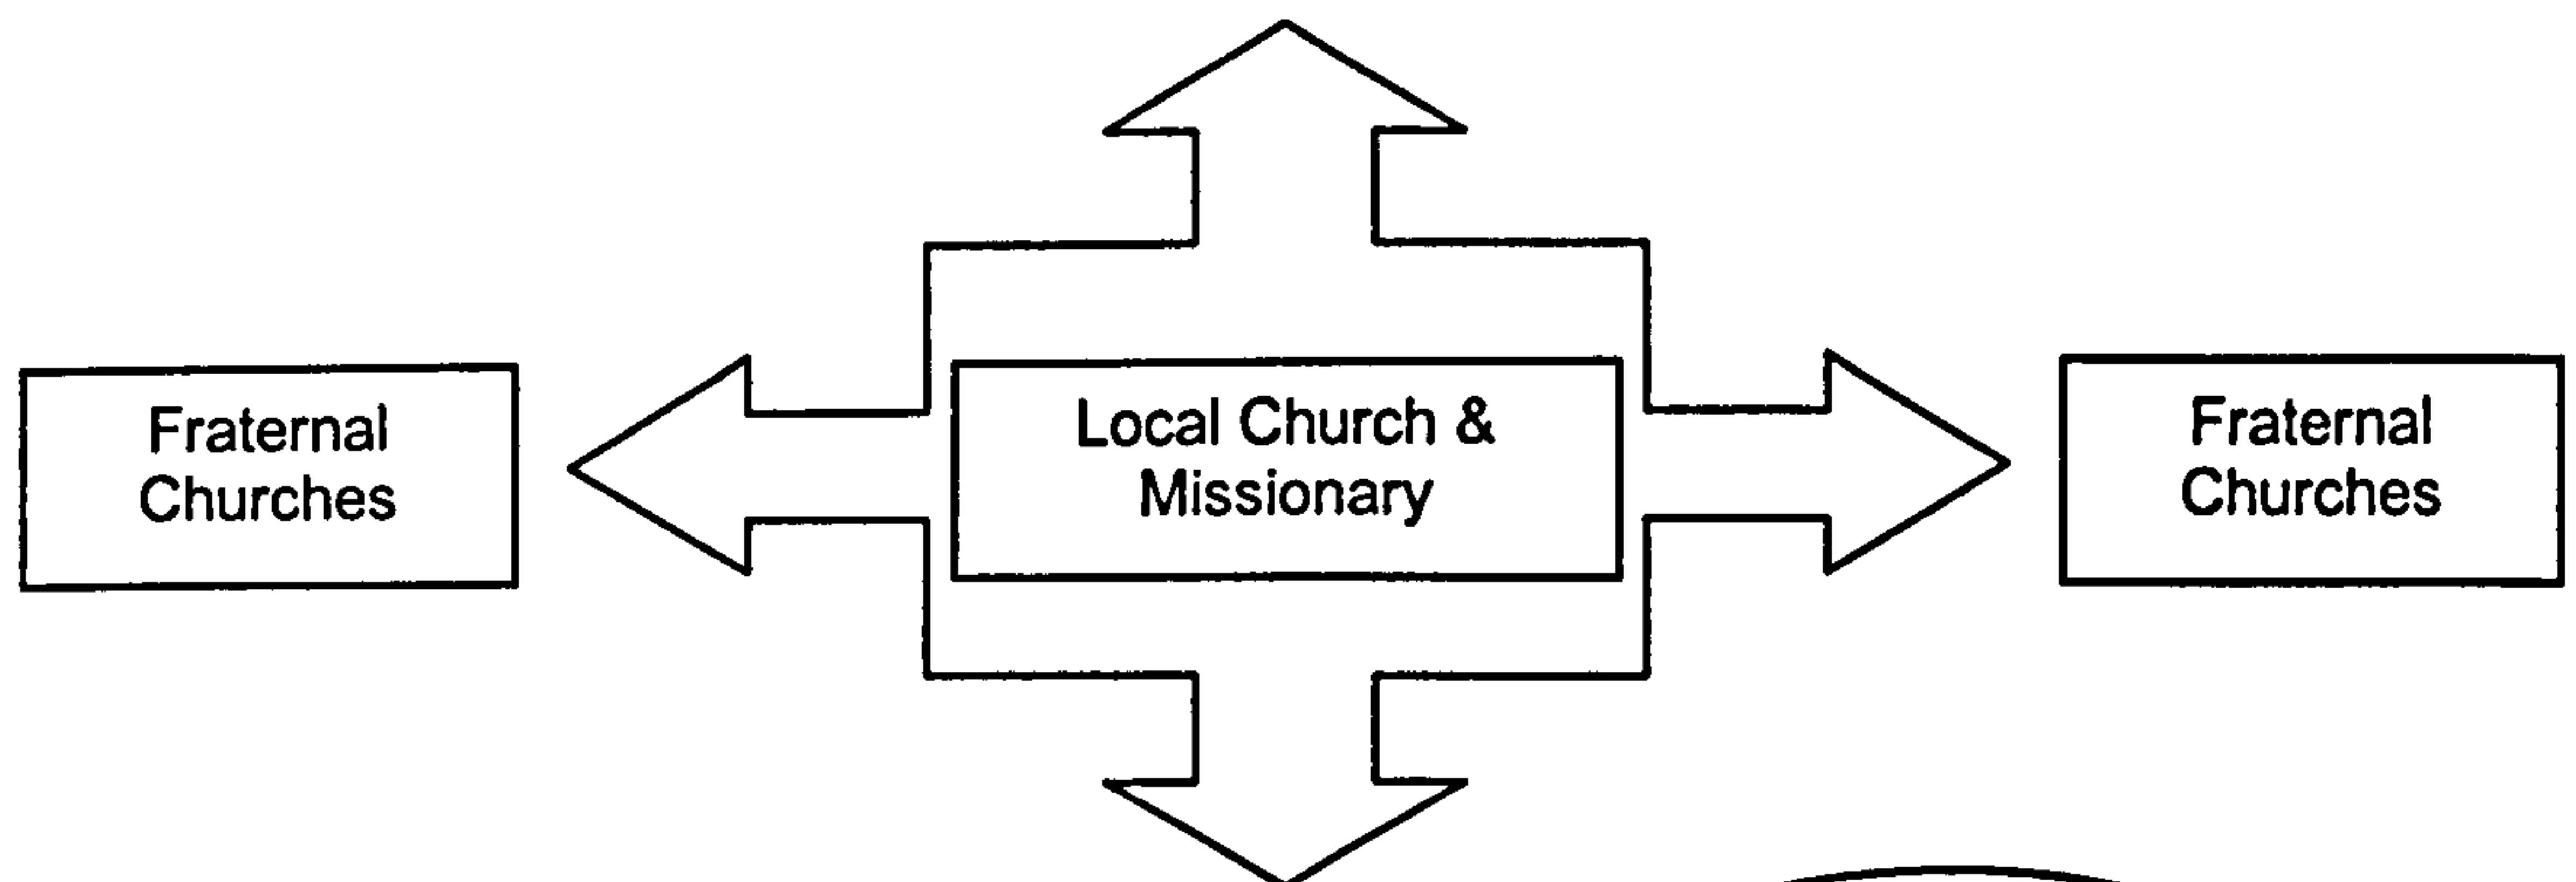 Fraternal
Churches
Local Church &
Missionary
Fraternal
Churches